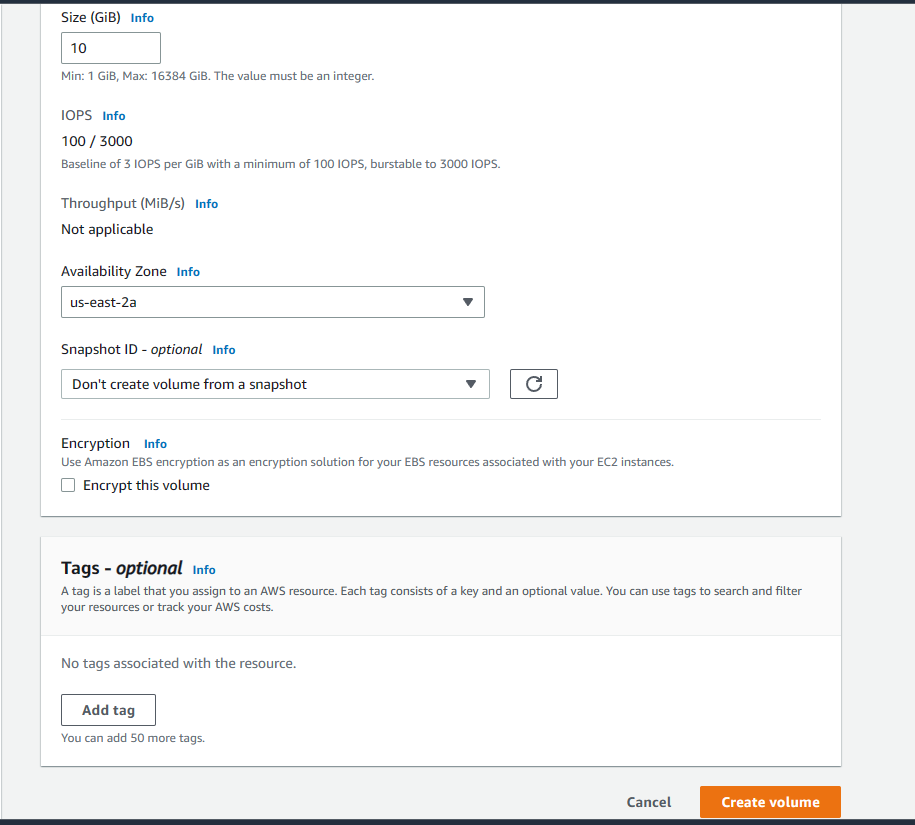 Size (GiB) Info
10
Min: 1 GiB, Max: 16384 GiB. The value must be an integer.
IOPS Info
100 / 3000
Baseline of 3 IOPS per GiB with a minimum of 100 IOPS, burstable to 3000 IOPS.
Throughput (MiB/s) Info
Not applicable
Availability Zone Info
us-east-2a
Snapshot ID - optional Info
Don't create volume from a snapshot
Encryption Info
Use Amazon EBS encryption as an encryption solution for your EBS resources associated with your EC2 instances.
Encrypt this volume
Tags - optional Info
A tag is a label that you assign to an AWS resource. Each tag consists of a key and an optional value. You can use tags to search and filter
your resources or track your AWS costs.
No tags associated with the resource.
Add tag
You can add 50 more tags.
Cancel Create volume